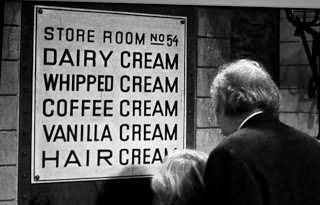 STORE ROOM No 54
DAIRY CREAM
WHIPPED CREAM
COFFEE CREAM
VANILLA CREAM
HAIR CREAM